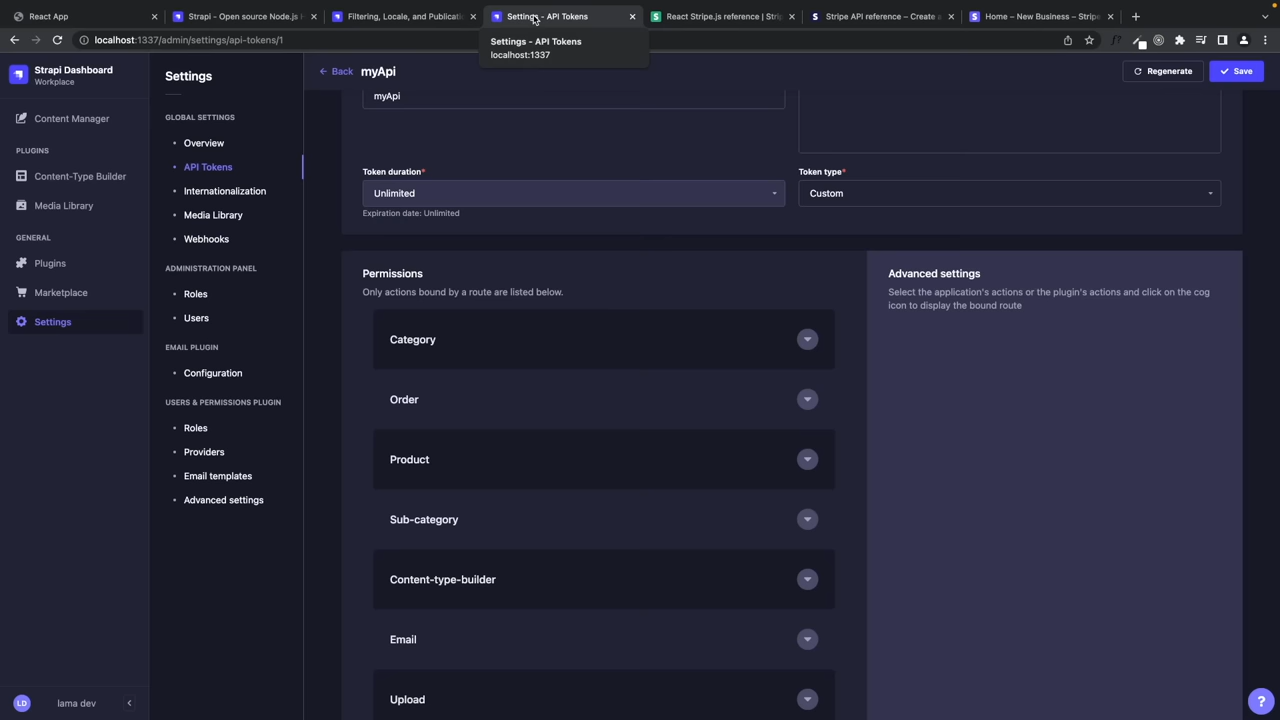 React App
Strapi - Open source Node.js H
Filtering, Locale, and Publicati
Settings - API Tokens
React Stripe.js reference | Stri
Stripe API reference – Create a
Home – New Business – Stripe
localhost:1337/admin/settings/api-tokens/1
Settings - API Tokens
localhost:1337
Strapi Dashboard
Workplace
Content Manager
PLUGINS
Content-Type Builder
Media Library
GENERAL
Plugins
Marketplace
Settings
LD
lama dev
Settings
GLOBAL SETTINGS
Overview
API Tokens
Internationalization
Media Library
Webhooks
ADMINISTRATION PANEL
Roles
Users
EMAIL PLUGIN
Configuration
USERS & PERMISSIONS PLUGIN
Roles
Providers
Email templates
Advanced settings
Back
myApi
Regenerate
Save
myApi
Token duration*
Unlimited
Expiration date: Unlimited
Token type*
Custom
Permissions
Only actions bound by a route are listed below.
Category
Order
Product
Sub-category
Content-type-builder
Email
Upload
Advanced settings
Select the application's actions or the plugin's actions and click on the cog
icon to display the bound route
?